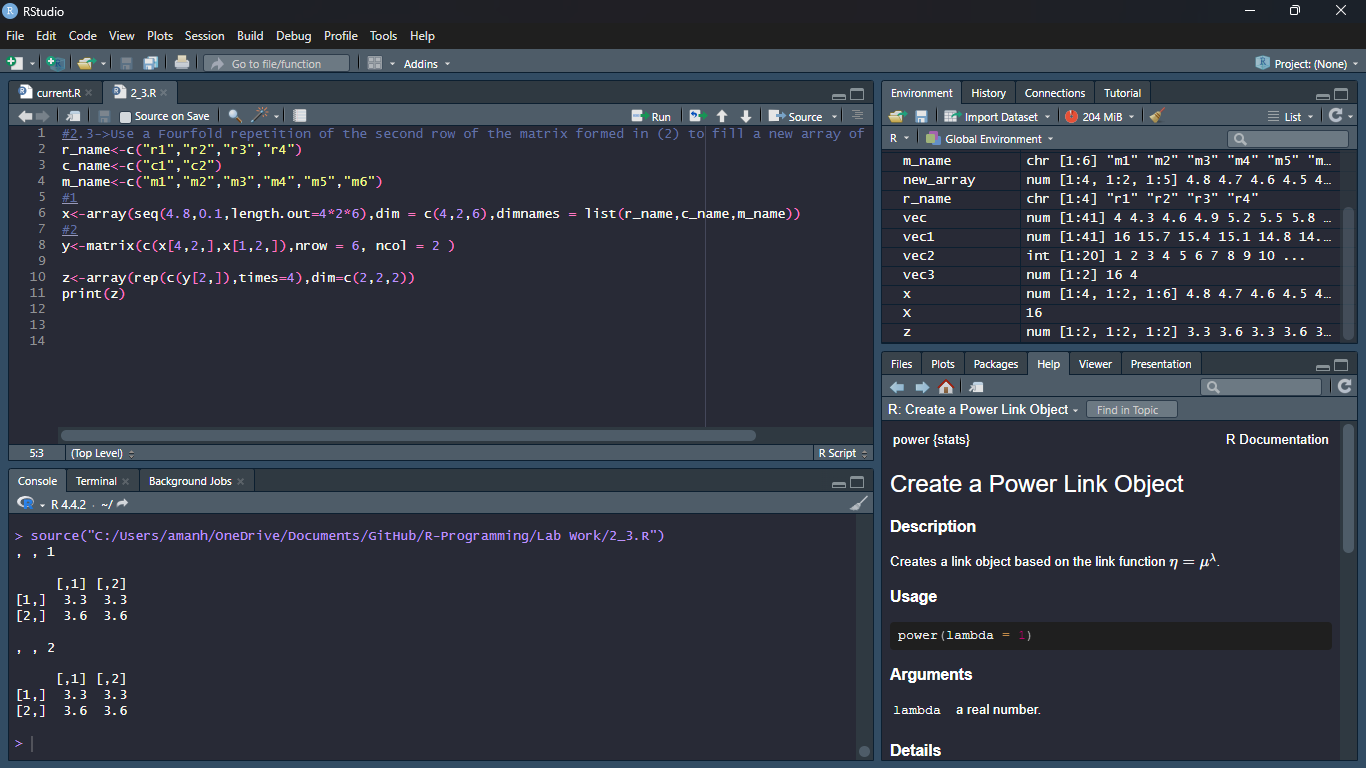 RStudio
File Edit Code View Plots Session Build Debug Profile Tools Help
Go to file/function Addins Project: (None)
current.R 2_3.R
Source on Save Run Source
1 #2.3->Use a Fourfold repetition of the second row of the matrix formed in (2) to fill a new array of
2 r_name<-c("r1","r2","r3","r4")
3 c_name<-c("c1","c2")
4 m_name<-c("m1","m2","m3","m4","m5","m6")
5 #1
6 x<-array(seq(4.8,0.1,length.out=4*2*6),dim = c(4,2,6),dimnames = list(r_name,c_name,m_name))
7 #2
8 y<-matrix(c(x[4,2,],x[1,2,]),nrow = 6, ncol = 2 )
9
10 z<-array(rep(c(y[2,]),times=4),dim=c(2,2,2))
11 print(z)
12
13
14
5:3 (Top Level) R Script
Console Terminal Background Jobs
R 4.4.2 · ~/
> source("C:/Users/amanh/OneDrive/Documents/GitHub/R-Programming/Lab Work/2_3.R")
, , 1
[,1] [,2]
[1,] 3.3 3.3
[2,] 3.6 3.6
, , 2
[,1] [,2]
[1,] 3.3 3.3
[2,] 3.6 3.6
>
Environment History Connections Tutorial
Import Dataset 204 MiB List
R Global Environment
m_name chr [1:6] "m1" "m2" "m3" "m4" "m5" "m…
new_array num [1:4, 1:2, 1:5] 4.8 4.7 4.6 4.5 4…
r_name chr [1:4] "r1" "r2" "r3" "r4"
vec num [1:41] 4 4.3 4.6 4.9 5.2 5.5 5.8 …
vec1 num [1:41] 16 15.7 15.4 15.1 14.8 14.…
vec2 int [1:20] 1 2 3 4 5 6 7 8 9 10 ...
vec3 num [1:2] 16 4
x num [1:4, 1:2, 1:6] 4.8 4.7 4.6 4.5 4…
X 16
z num [1:2, 1:2, 1:2] 3.3 3.6 3.3 3.6 3…
Files Plots Packages Help Viewer Presentation
R: Create a Power Link Object Find in Topic
power {stats} R Documentation
Create a Power Link Object
Description
Creates a link object based on the link function η = μ^λ.
Usage
power(lambda = 1)
Arguments
lambda a real number.
Details